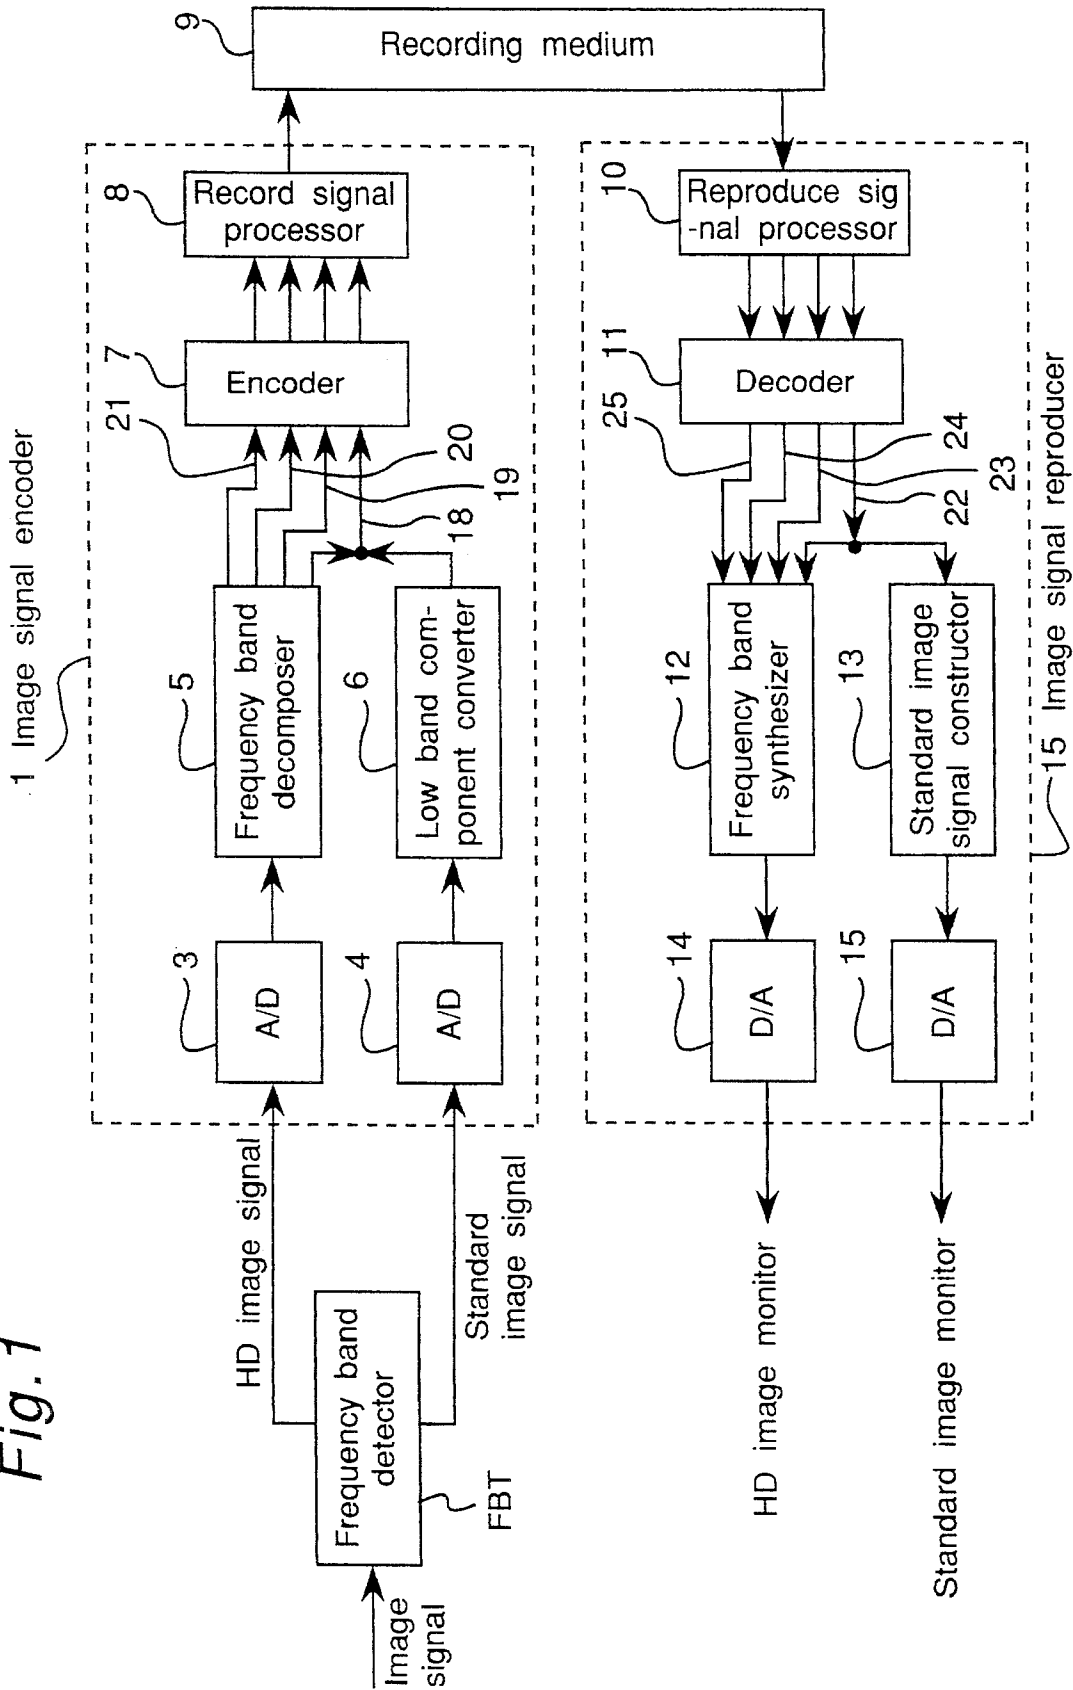 Fig.1
1 Image signal encoder
Image
signal
Frequency band
detector
FBT
HD image signal
Standard
image signal
3
A/D
4
A/D
5
Frequency band
decomposer
6
Low band com-
ponent converter
21
20
19
18
7
Encoder
8
Record signal
processor
9
Recording medium
10
Reproduce sig
-nal processor
11
Decoder
25
24
23
22
12
Frequency band
synthesizer
13
Standard image
signal constructor
14
D/A
15
D/A
HD image monitor
Standard image monitor
15 Image signal reproducer